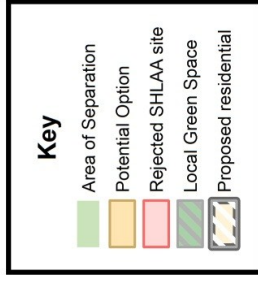 Key
Area of Separation
Potential Option
Rejected SHLAA site
Local Green Space
Proposed residential